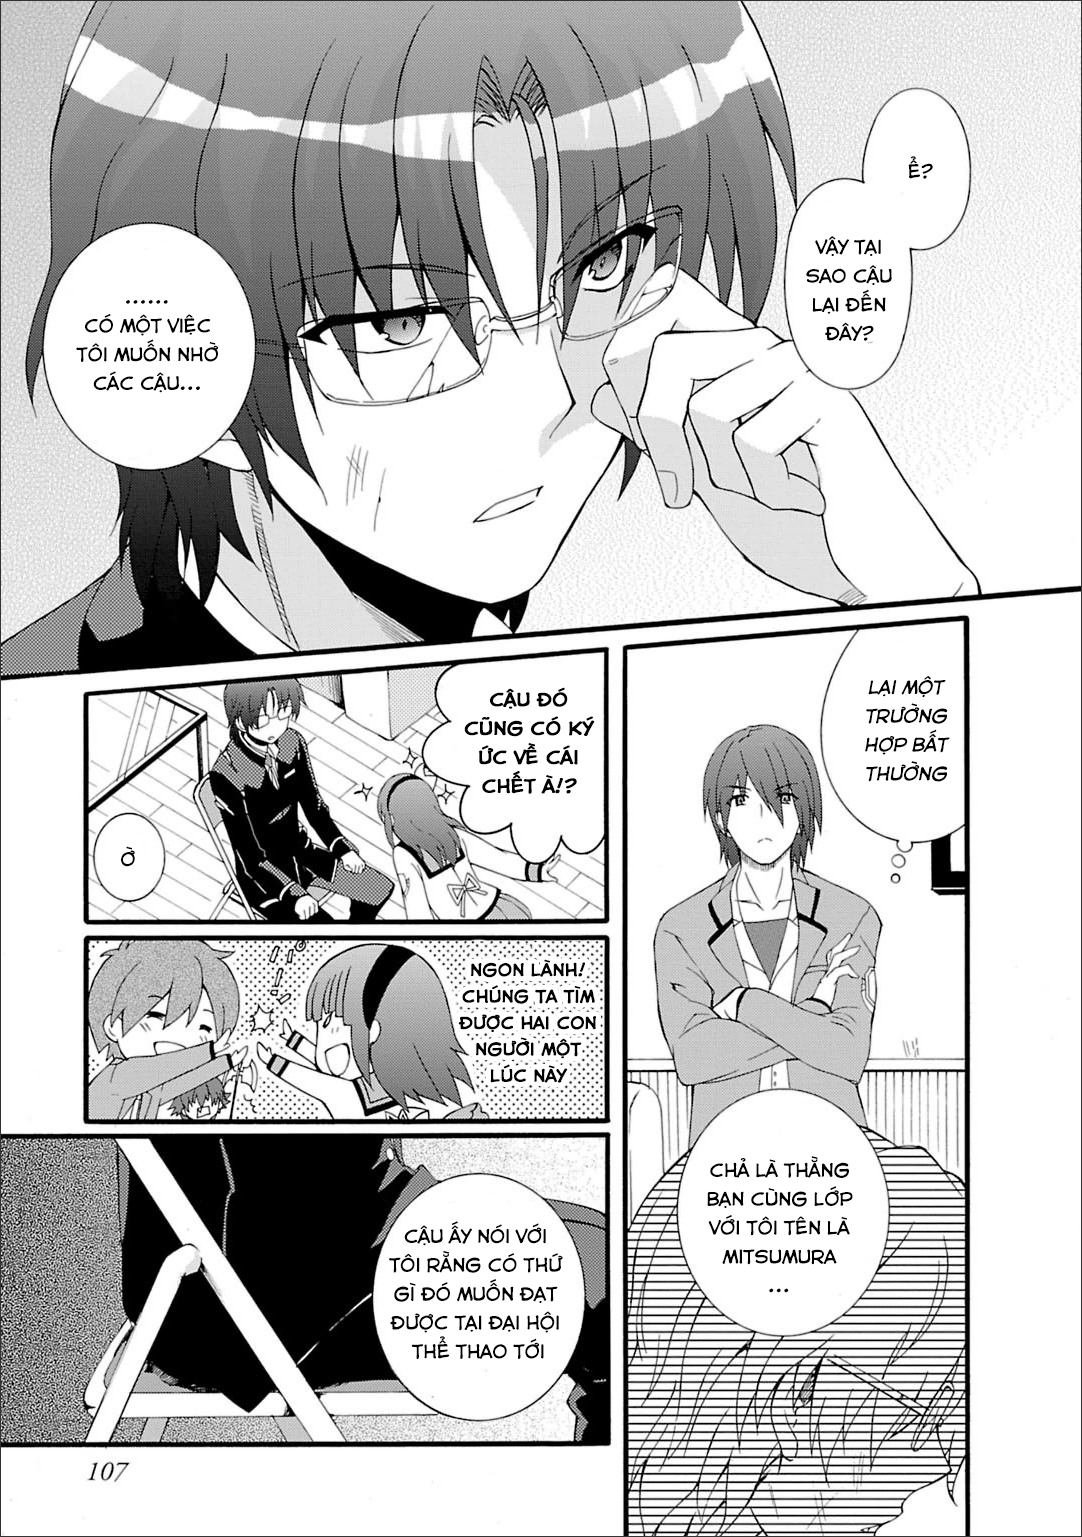 Ể?
VẬY TẠI
SAO CẬU
LẠI ĐẾN
ĐÂY?
......
CÓ MỘT VIỆC
TÔI MUỐN NHỜ
CÁC CẬU...
LẠI MỘT
TRƯỜNG
HỢP BẤT
THƯỜNG
CHẢ LÀ THẰNG
BẠN CÙNG LỚP
VỚI TÔI TÊN LÀ
MITSUMURA
...
CẬU ĐÓ
CŨNG CÓ KÝ
ỨC VỀ CÁI
CHẾT À!?
Ờ
NGON LÀNH!
CHÚNG TA TÌM
ĐƯỢC HAI CON
NGƯỜI MỘT
LÚC NÀY
CẬU ẤY NÓI VỚI
TÔI RẰNG CÓ THỨ
GÌ ĐÓ MUỐN ĐẠT
ĐƯỢC TẠI ĐẠI HỘI
THỂ THAO TỚI
107